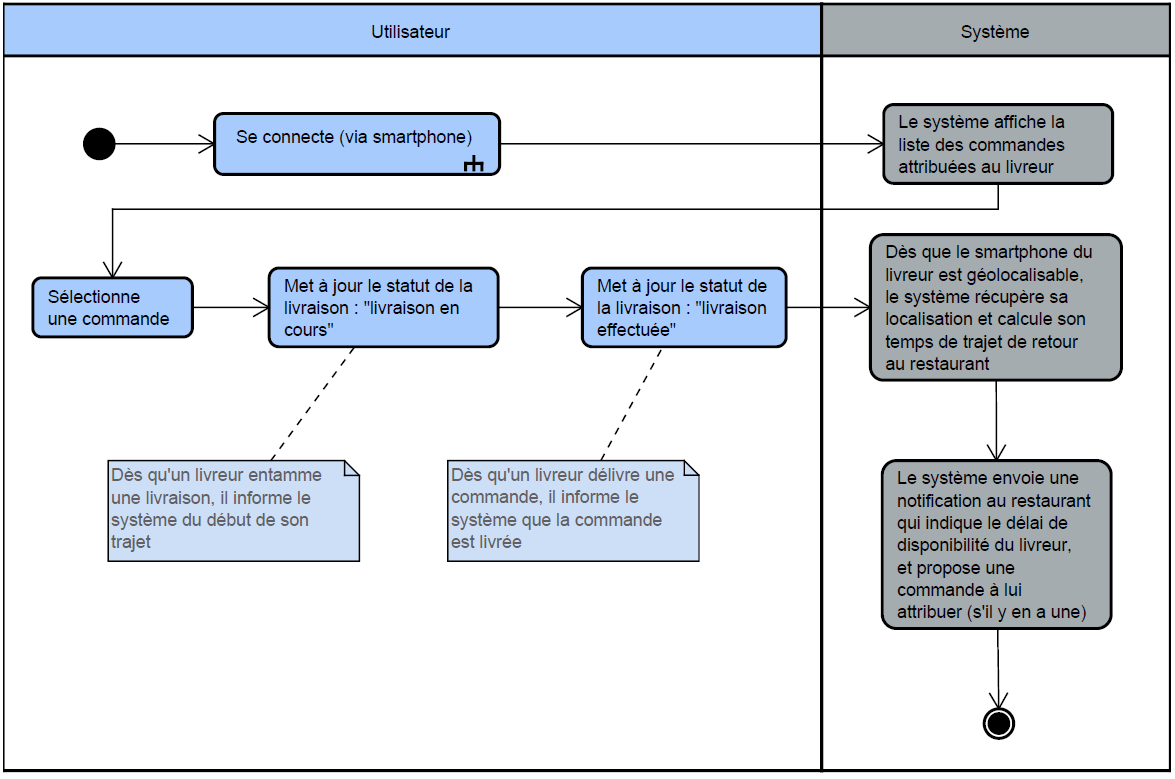 Utilisateur
Système
Se connecte (via smartphone)
Le système affiche la
liste des commandes
attribuées au livreur
Sélectionne
une commande
Met à jour le statut de la
livraison : "livraison en
cours"
Met à jour le statut de
la livraison : "livraison
effectuée"
Dès que le smartphone du
livreur est géolocalisable,
le système récupère sa
localisation et calcule son
temps de trajet de retour
au restaurant
Dès qu'un livreur entamme
une livraison, il informe le
système du début de son
trajet
Dès qu'un livreur délivre une
commande, il informe le
système que la commande
est livrée
Le système envoie une
notification au restaurant
qui indique le délai de
disponibilité du livreur,
et propose une
commande à lui
attribuer (s'il y en a une)